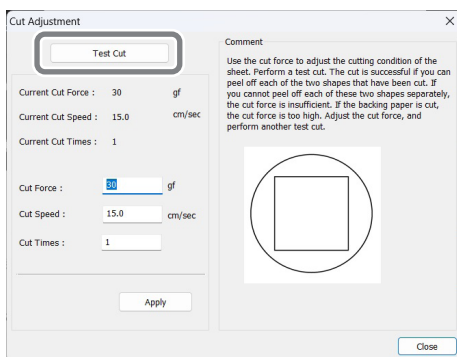 Cut Adjustment
Test Cut
Current Cut Force : 30 gf
Current Cut Speed : 15.0 cm/sec
Current Cut Times : 1
Cut Force : 30 gf
Cut Speed : 15.0 cm/sec
Cut Times : 1
Apply
Comment
Use the cut force to adjust the cutting condition of the
sheet. Perform a test cut. The cut is successful if you can
peel off each of the two shapes that have been cut. If
you cannot peel off each of these two shapes separately,
the cut force is insufficient. If the backing paper is cut,
the cut force is too high. Adjust the cut force, and
perform another test cut.
Close